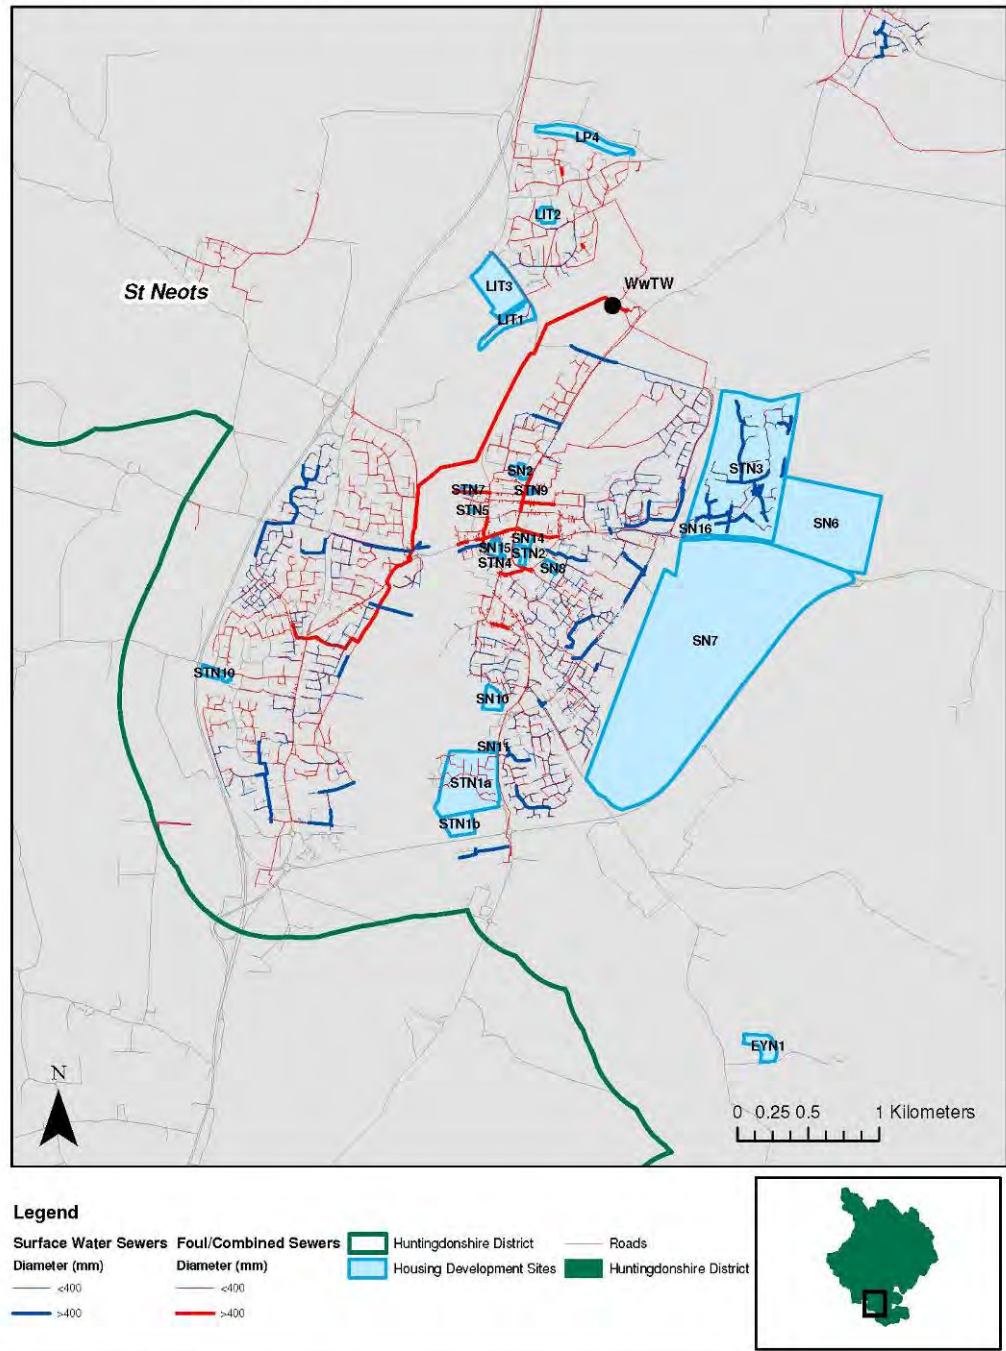 LP4
LIT2
St Neots
LIT3
WwTW
LIT1
STN3
SN2
STN7
STN9
STN5
SN16
SN6
SN14
SN15
STN2
STN4
SN8
SN7
STN10
SN10
SN11
STN1a
STN1b
EYN1
N
0 0.25 0.5 1 Kilometers
Legend
Surface Water Sewers Foul/Combined Sewers Huntingdonshire District Roads
Diameter (mm) Diameter (mm) Housing Development Sites Huntingdonshire District
<400 <400
>400 >400